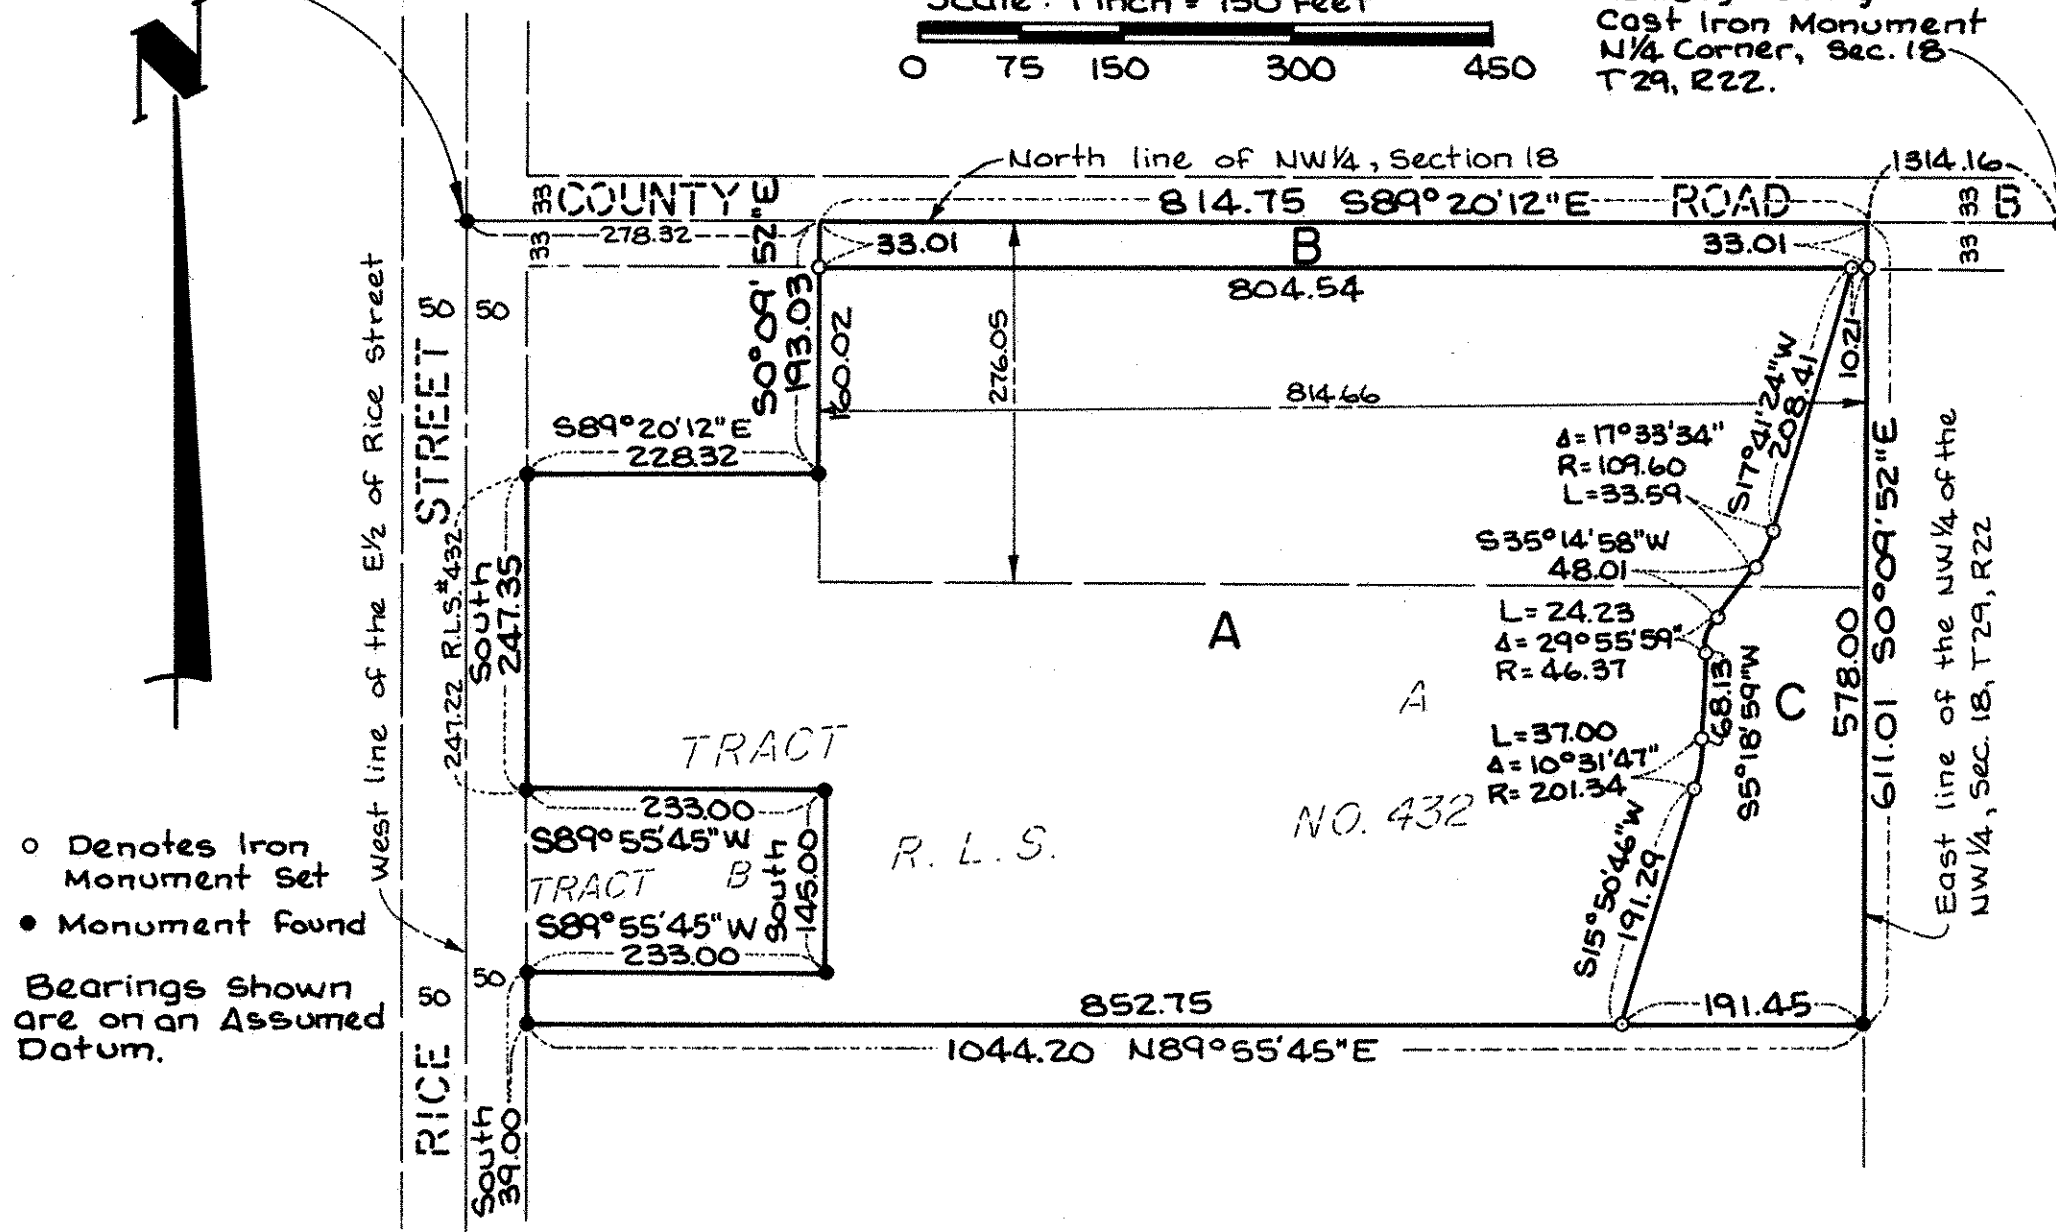 N
Scale: 1 inch = 150 Feet
0 75 150 300 450
Cast Iron Monument
N¼ Corner, Sec. 18
T29, R22.
North line of NW¼, Section 18
1314.16
33
COUNTY
814.75 S89°20'12"E
ROAD
33
B
278.32
33
33.01
B
33.01
33
804.54
S0°09'52"E
193.03
160.02
276.05
814.66
10.21
S17°41'24"W
208.41
50 50
S89°20'12"E
228.32
Δ=17°33'34"
R=109.60
L=33.59
S35°14'58"W
48.01
L=24.23
Δ=29°55'59"
R=46.37
A
68.13
S5°18'59"W
C
578.00
611.01 S0°09'52"E
East line of the NW¼ of the
NW¼, Sec. 18, T29, R22
West line of the E½ of Rice Street
STREET
247.22 R.L.S.#432
South
247.35
A
L=37.00
Δ=10°31'47"
R=201.34
TRACT
233.00
S89°55'45"W
TRACT B
S89°55'45"W
233.00
South
145.00
R. L. S.
NO. 432
S15°50'46"W
191.29
Denotes Iron
Monument Set
Monument Found
Bearings Shown
are on an Assumed
Datum.
50 50
852.75
191.45
1044.20 N89°55'45"E
RICE
South
39.00